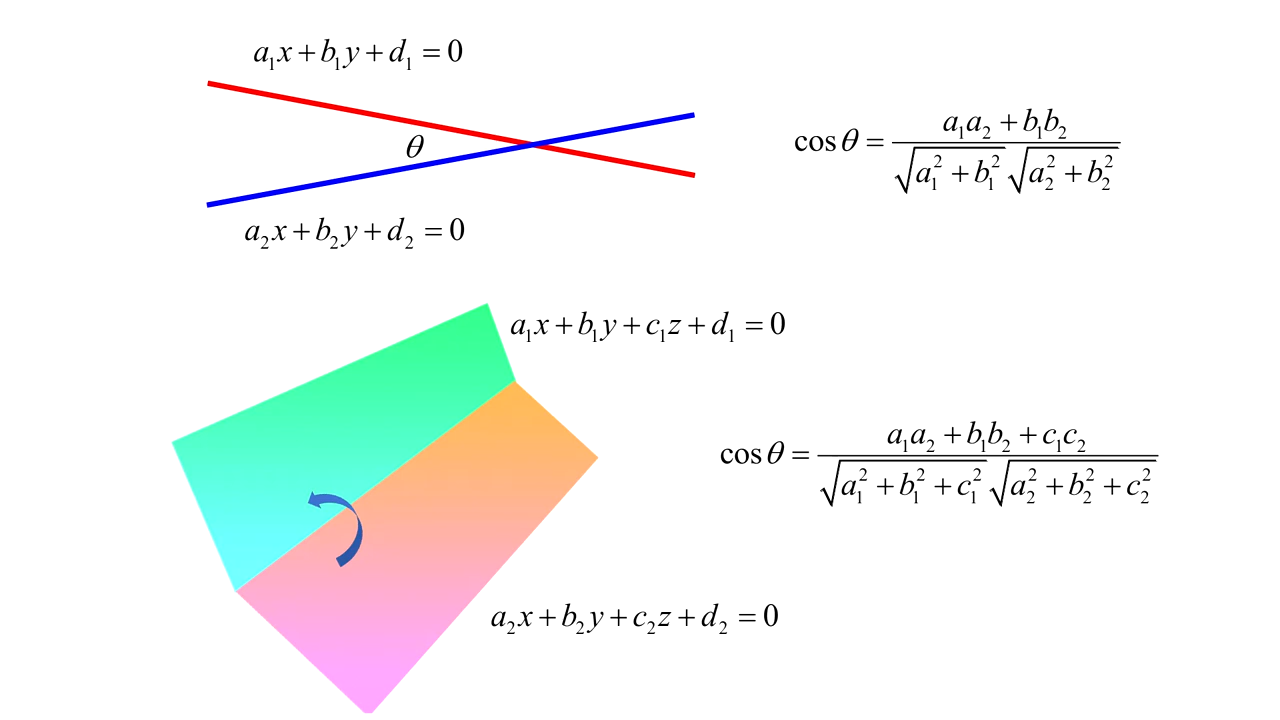 a₁x + b₁y + d₁ = 0
θ
a₂x + b₂y + d₂ = 0
cos θ = (a₁a₂ + b₁b₂) / (√(a₁² + b₁²) √(a₂² + b₂²))
a₁x + b₁y + c₁z + d₁ = 0
cos θ = (a₁a₂ + b₁b₂ + c₁c₂) / (√(a₁² + b₁² + c₁²) √(a₂² + b₂² + c₂²))
a₂x + b₂y + c₂z + d₂ = 0